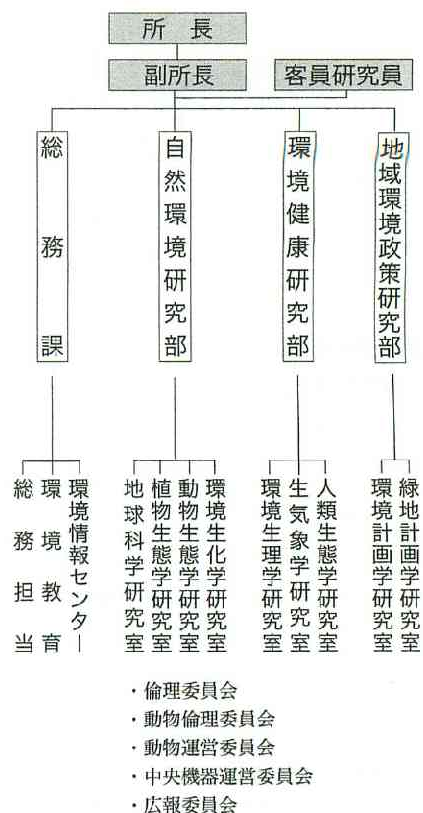 所長
副所長
客員研究員
総務課
自然環境研究部
環境健康研究部
地域環境政策研究部
総務担当
環境教育
環境情報センター
地球科学研究室
植物生態学研究室
動物生態学研究室
環境生化学研究室
環境生理学研究室
生気象学研究室
人類生態学研究室
環境計画学研究室
緑地計画学研究室
・倫理委員会
・動物倫理委員会
・動物運営委員会
・中央機器運営委員会
・広報委員会